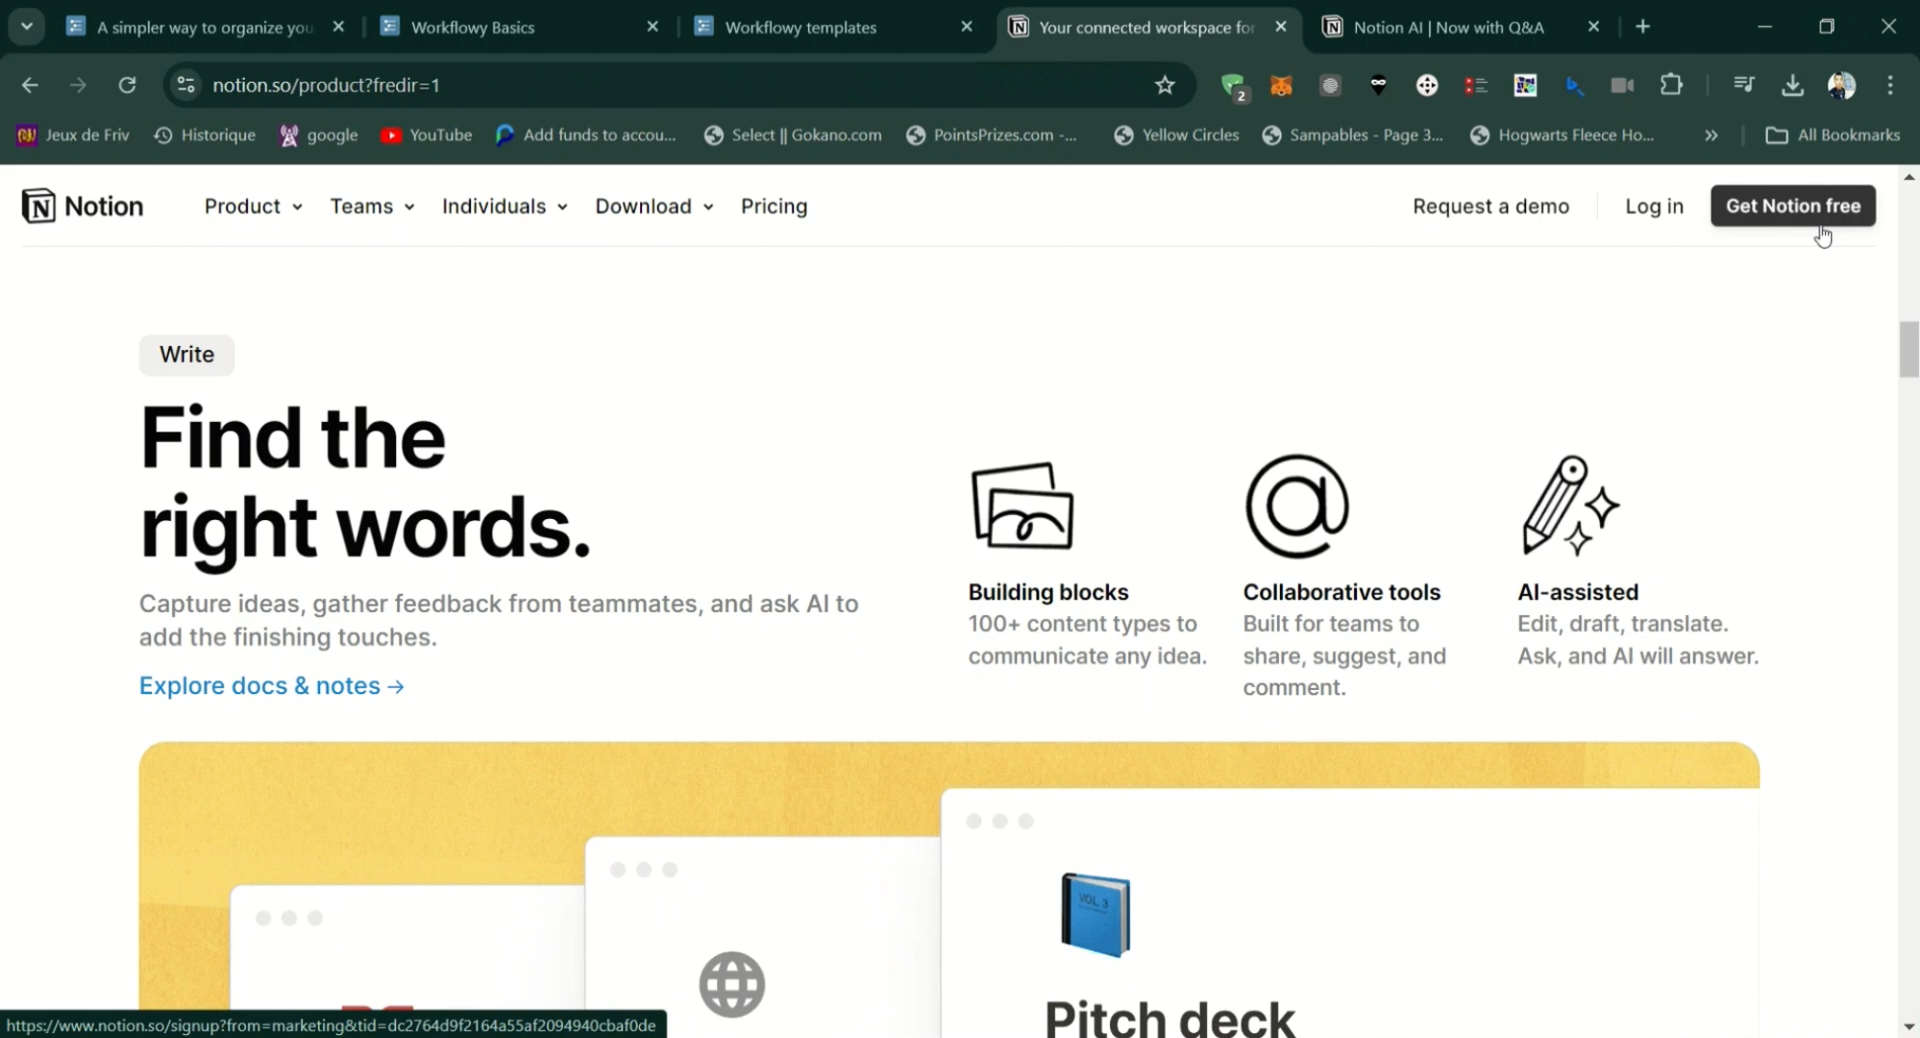 A simpler way to organize you
Workflowy Basics
Workflowy templates
Your connected workspace for
Notion AI | Now with Q&A
notion.so/product?fredir=1
2
Jeux de Friv
Historique
google
YouTube
Add funds to accou...
Select || Gokano.com
PointsPrizes.com -...
Yellow Circles
Sampables - Page 3...
Hogwarts Fleece Ho...
»
All Bookmarks
Notion
Product
Teams
Individuals
Download
Pricing
Request a demo
Log in
Get Notion free
Write
Find the
right words.
Capture ideas, gather feedback from teammates, and ask AI to
add the finishing touches.
Explore docs & notes →
Building blocks
100+ content types to
communicate any idea.
Collaborative tools
Built for teams to
share, suggest, and
comment.
AI-assisted
Edit, draft, translate.
Ask, and AI will answer.
VOL. 3
Pitch deck
https://www.notion.so/signup?from=marketing&tid=dc2764d9f2164a55af2094940cbaf0de